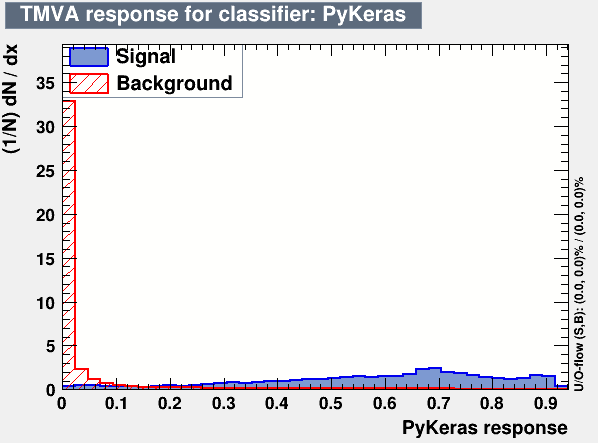 TMVA response for classifier: PyKeras
(1/N) dN / dx
Signal
Background
35
30
25
20
15
10
5
0
0 0.1 0.2 0.3 0.4 0.5 0.6 0.7 0.8 0.9
PyKeras response
U/O-flow (S,B): (0.0, 0.0)% / (0.0, 0.0)%